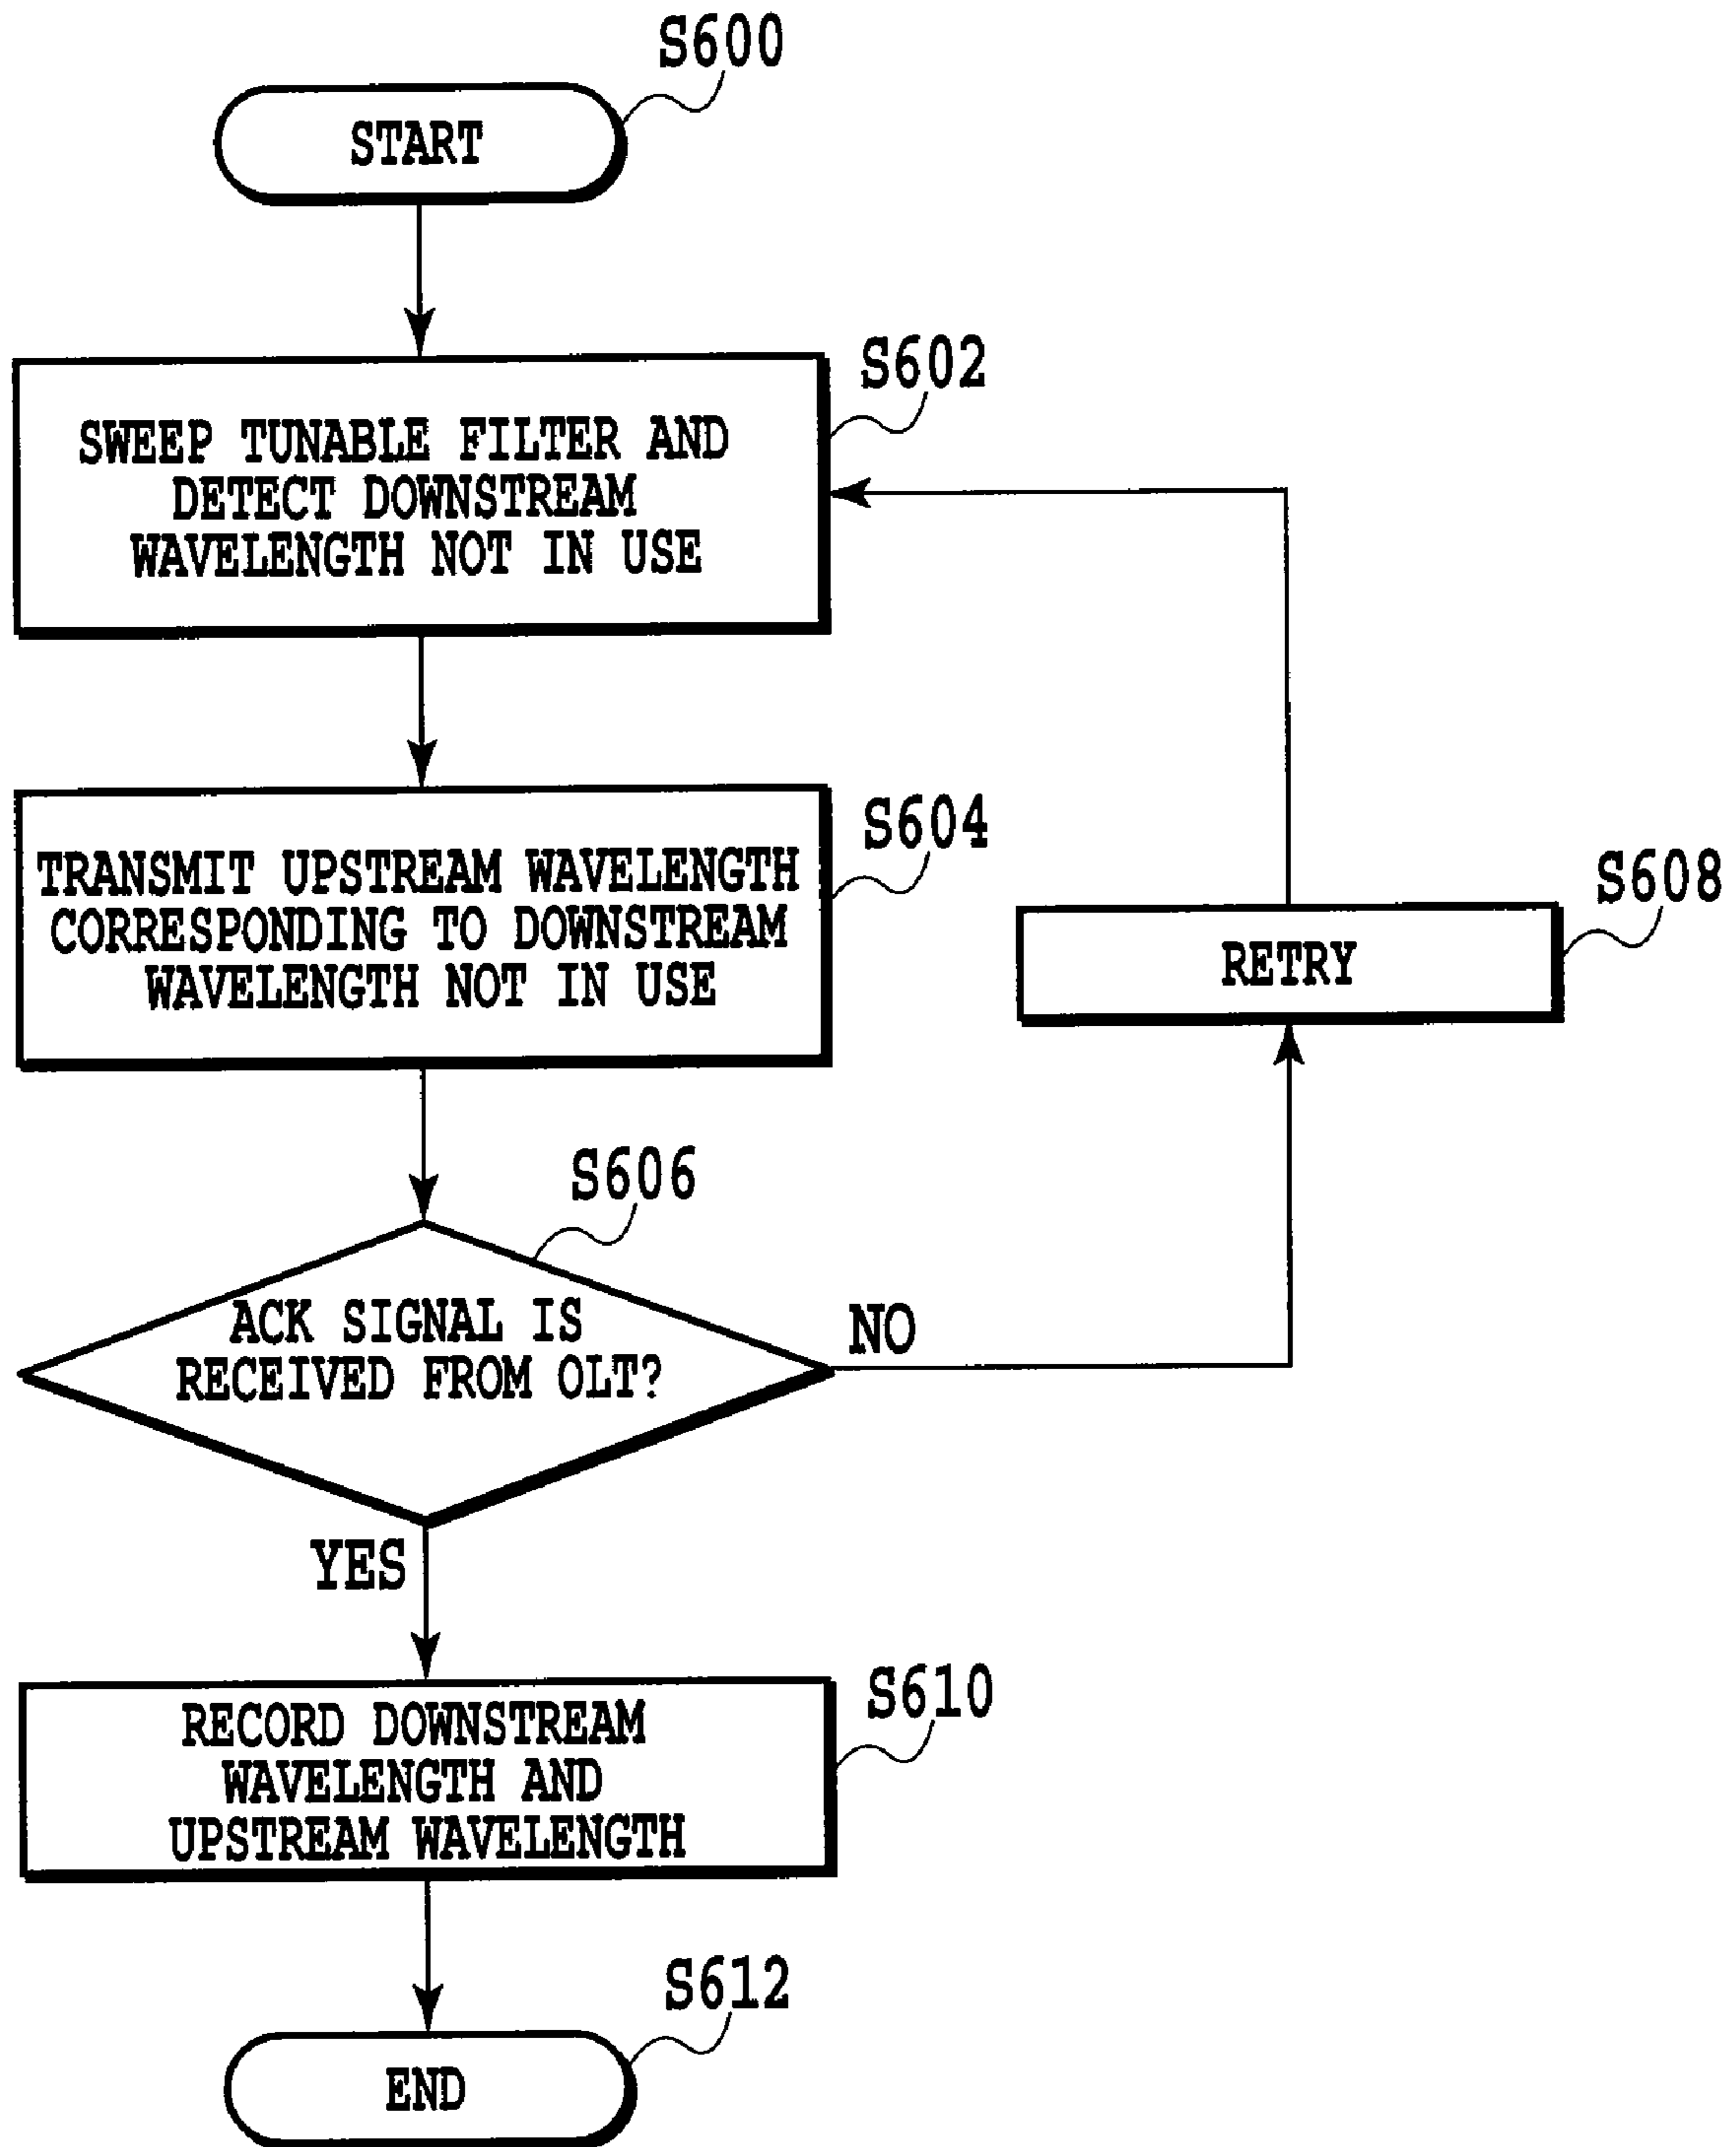 S600
START
S602
SWEEP TUNABLE FILTER AND
DETECT DOWNSTREAM
WAVELENGTH NOT IN USE
S604
TRANSMIT UPSTREAM WAVELENGTH
CORRESPONDING TO DOWNSTREAM
WAVELENGTH NOT IN USE
S608
RETRY
S606
ACK SIGNAL IS
RECEIVED FROM OLT?
NO
YES
S610
RECORD DOWNSTREAM
WAVELENGTH AND
UPSTREAM WAVELENGTH
S612
END